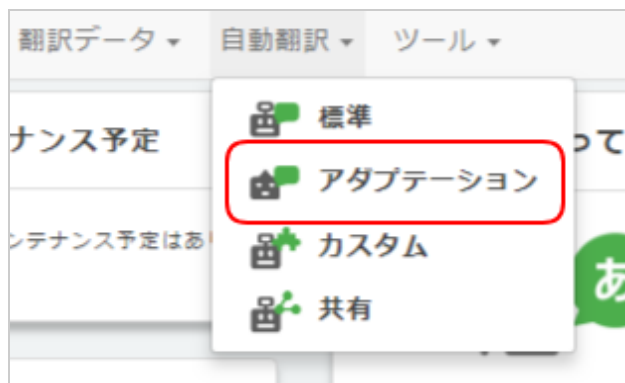 翻訳データ 自動翻訳 ツール
標準
ナンス予定
って
アダプテーション
ンテナンス予定はあ
カスタム
あ
共有